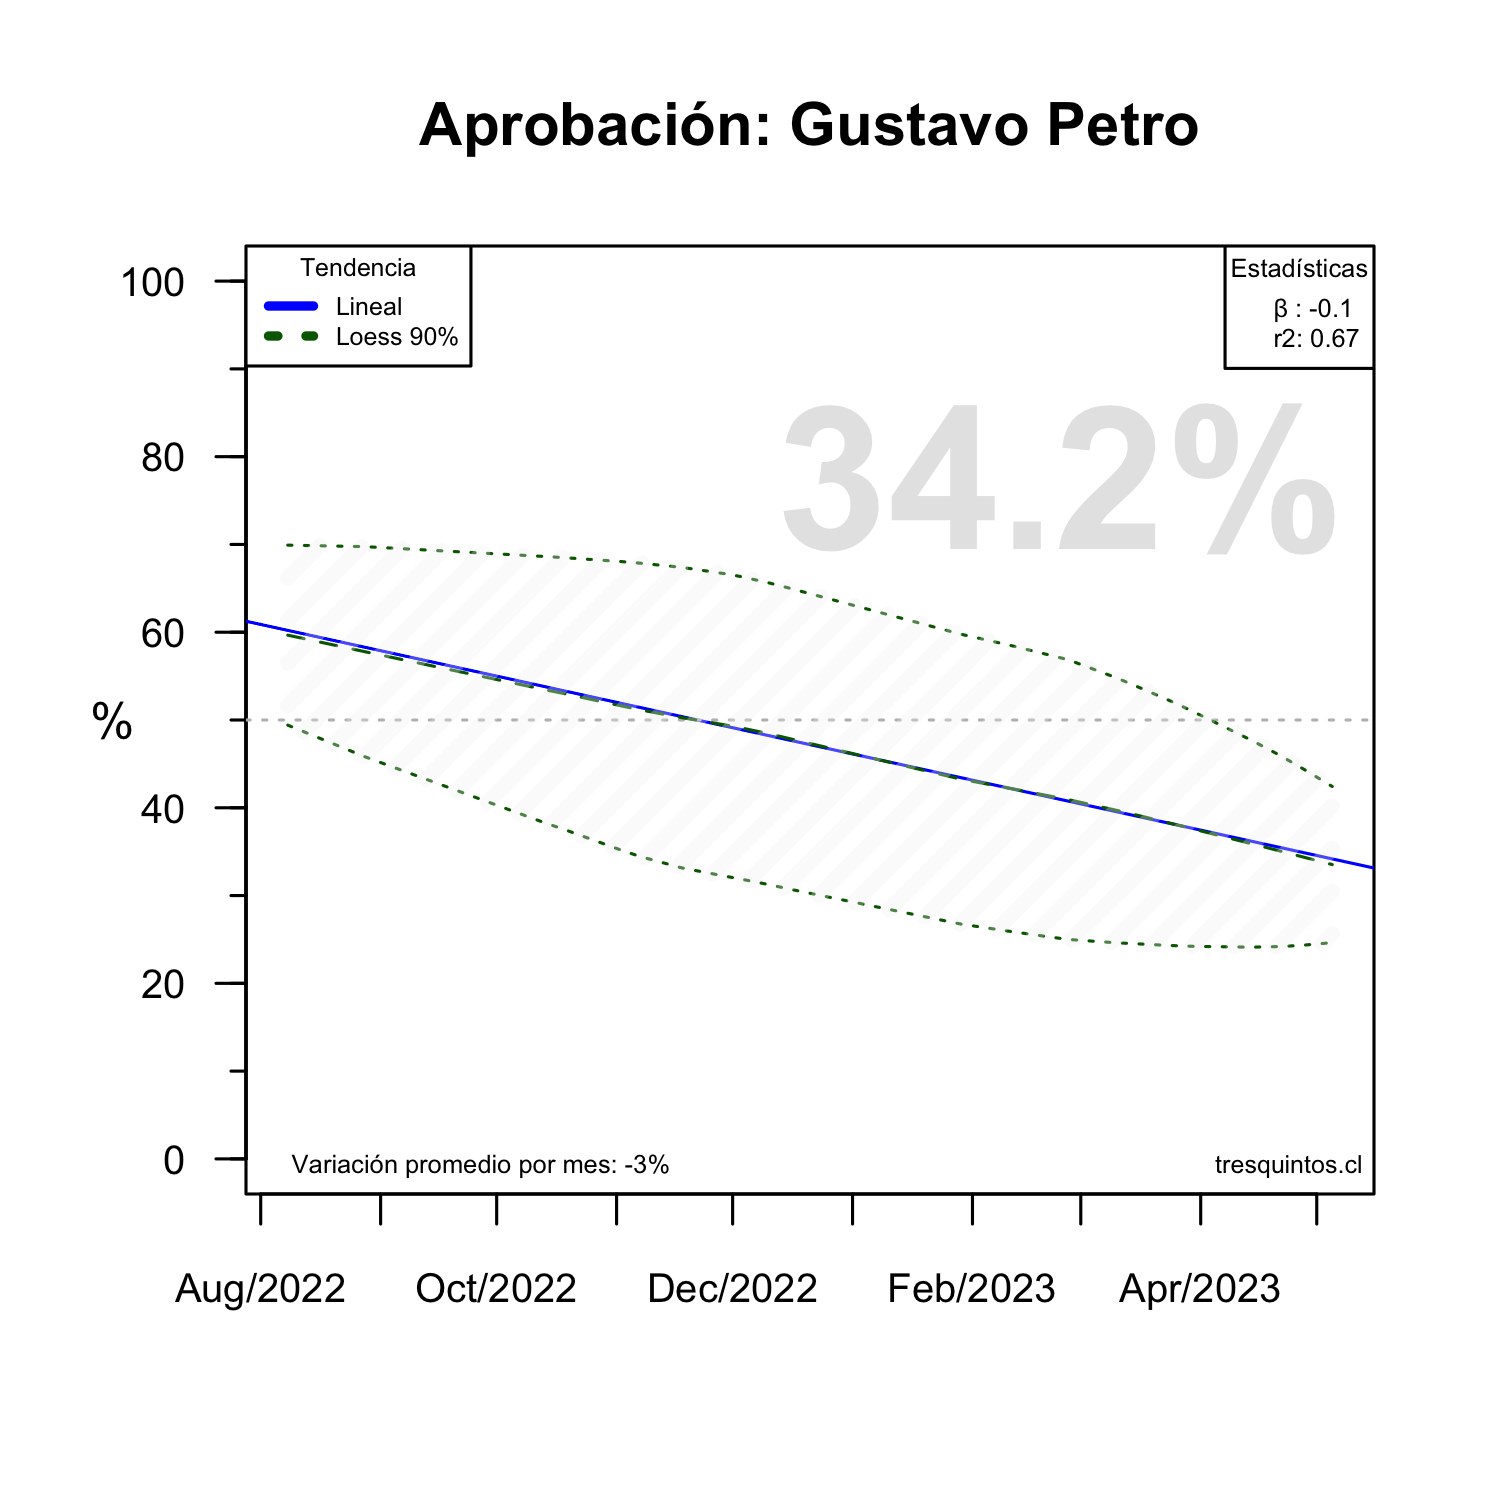 Aprobación: Gustavo Petro
Tendencia
Lineal
Loess 90%
Estadísticas
β : -0.1
r2: 0.67
34.2%
100
80
60
%
40
20
0
Variación promedio por mes: -3%
tresquintos.cl
Aug/2022 Oct/2022 Dec/2022 Feb/2023 Apr/2023